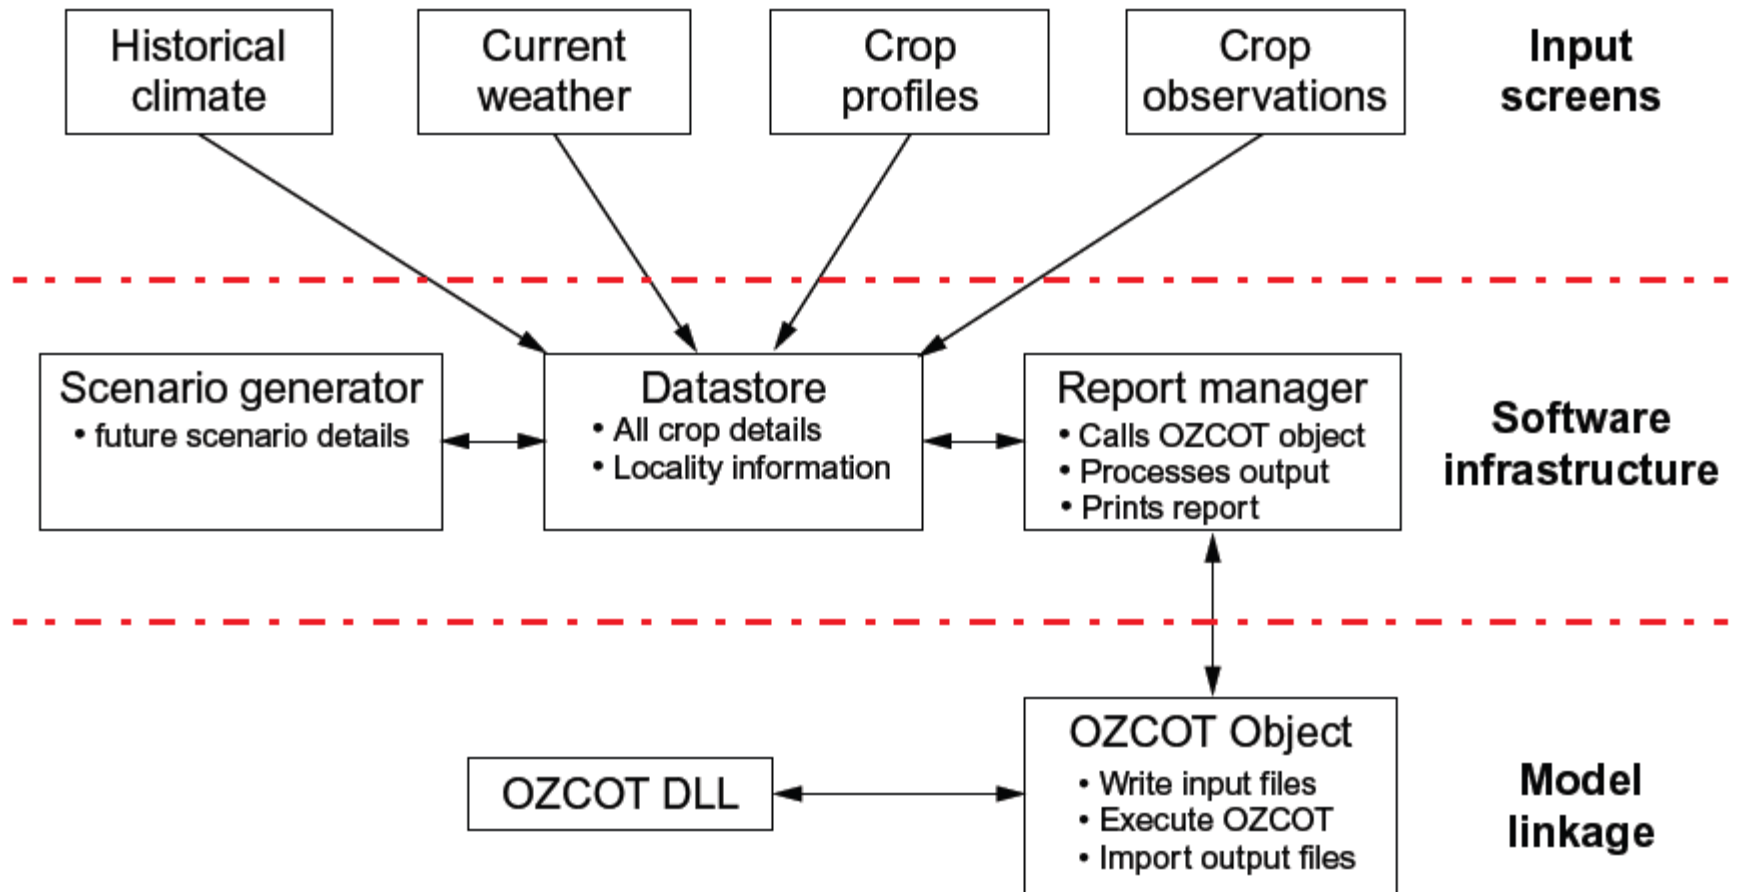 Historical
climate
Current
weather
Crop
profiles
Crop
observations
Input
screens
Scenario generator
• future scenario details
Datastore
• All crop details
• Locality information
Report manager
• Calls OZCOT object
• Processes output
• Prints report
Software
infrastructure
OZCOT DLL
OZCOT Object
• Write input files
• Execute OZCOT
• Import output files
Model
linkage